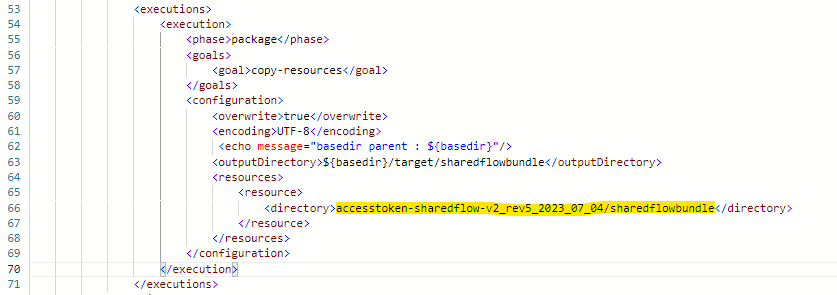 53 <executions>
54 <execution>
55 <phase>package</phase>
56 <goals>
57 <goal>copy-resources</goal>
58 </goals>
59 <configuration>
60 <overwrite>true</overwrite>
61 <encoding>UTF-8</encoding>
62 <echo message="basedir parent : ${basedir}"/>
63 <outputDirectory>${basedir}/target/sharedflowbundle</outputDirectory>
64 <resources>
65 <resource>
66 <directory>accesstoken-sharedflow-v2_rev5_2023_07_04/sharedflowbundle</directory>
67 </resource>
68 </resources>
69 </configuration>
70 </execution>
71 </executions>